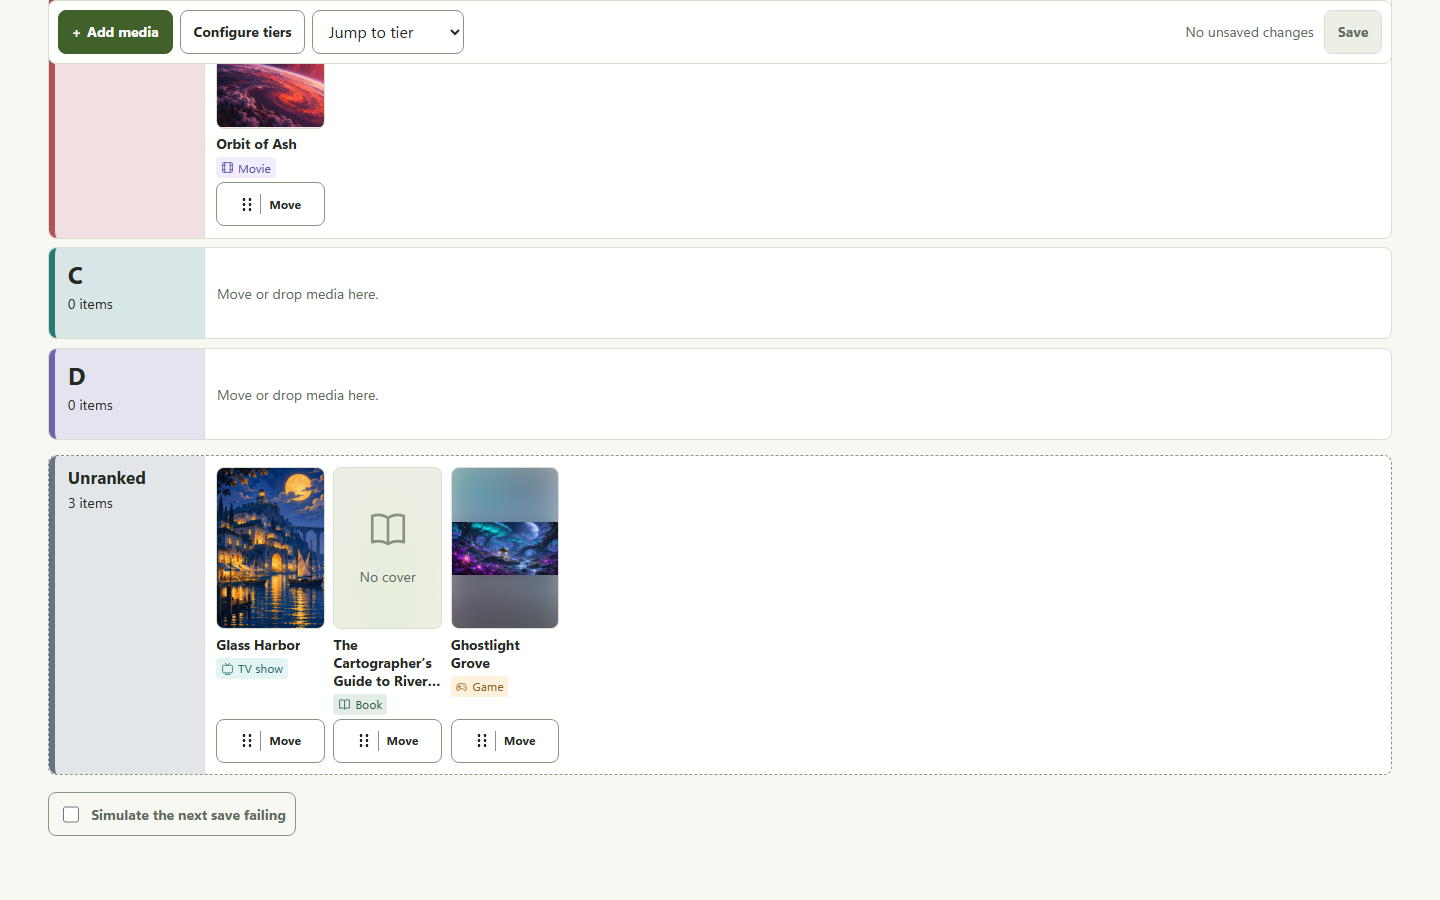 + Add media
Configure tiers
Jump to tier
No unsaved changes
Save
Orbit of Ash
Movie
Move
C
0 items
Move or drop media here.
D
0 items
Move or drop media here.
Unranked
3 items
No cover
Glass Harbor
TV show
Move
The
Cartographer’s
Guide to River…
Book
Move
Ghostlight
Grove
Game
Move
Simulate the next save failing